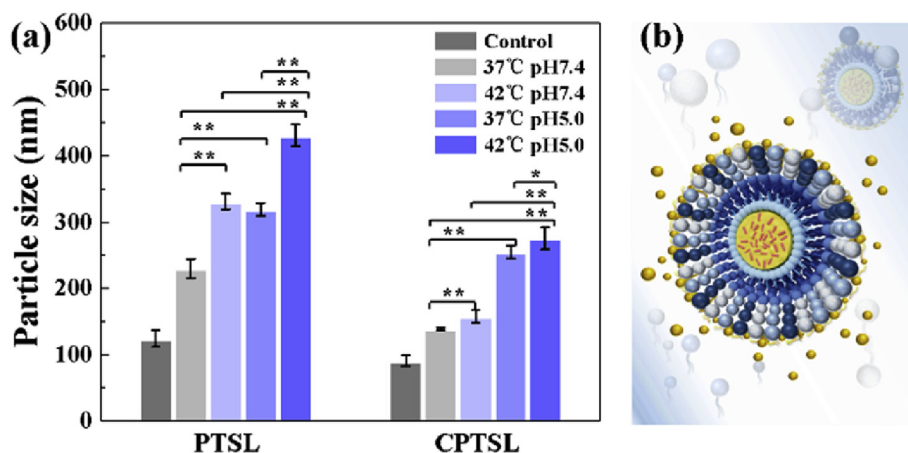 (a)
Particle size (nm)
600
500
400
300
200
100
0
Control
37℃ pH7.4
42℃ pH7.4
37℃ pH5.0
42℃ pH5.0
**
**
**
**
**
*
**
**
**
**
PTSL
CPTSL
(b)